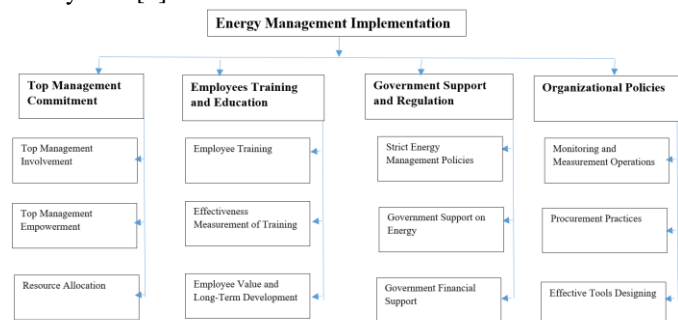 Energy Management Implementation
Top Management
Commitment
Top Management
Involvement
Top Management
Empowerment
Resource Allocation
Employees Training
and Education
Employee Training
Effectiveness
Measurement of Training
Employee Value and
Long-Term Development
Government Support
and Regulation
Strict Energy
Management Policies
Government Support on
Energy
Government Financial
Support
Organizational Policies
Monitoring and
Measurement Operations
Procurement Practices
Effective Tools Designing